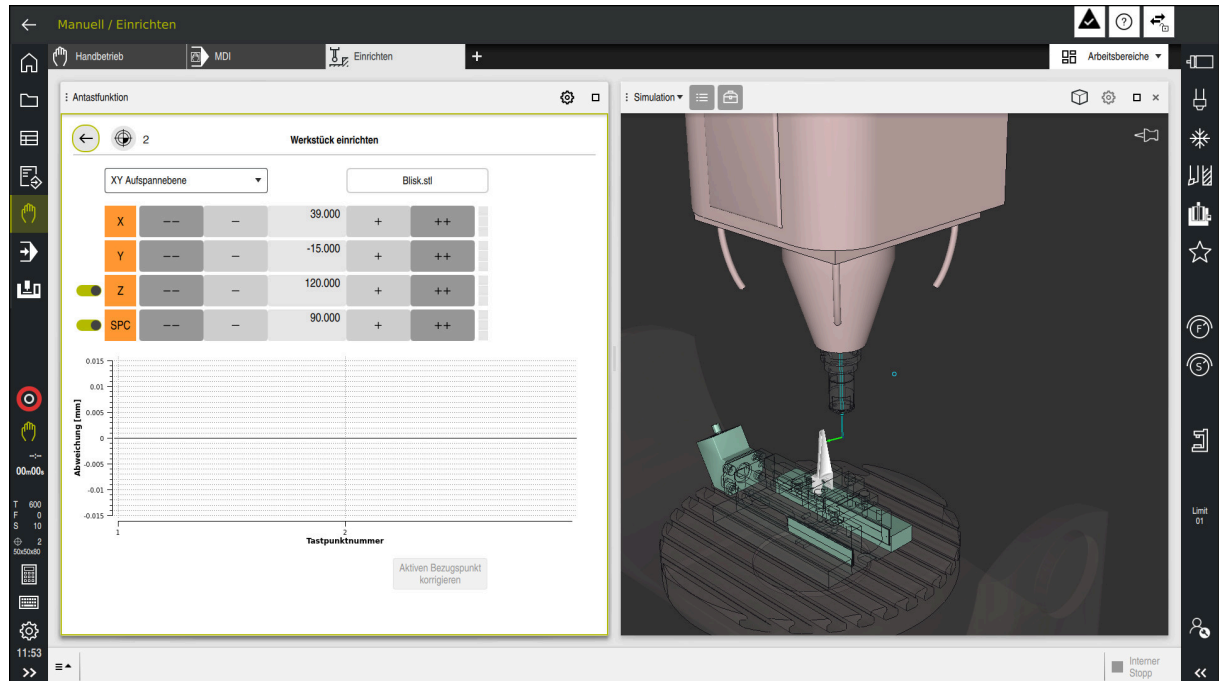 Manuell / Einrichten
Handbetrieb
MDI
Einrichten
+
Arbeitsbereiche
Antastfunktion
2
Werkstück einrichten
XY Aufspannebene
Blisk.stl
X -- - 39.000 + ++
Y -- - -15.000 + ++
Z -- - 120.000 + ++
SPC -- - 90.000 + ++
Abweichung [mm]
0.015
0.01
0.005
0
-0.005
-0.01
-0.015
1 2
Tastpunktnummer
Aktiven Bezugspunkt
korrigieren
Simulation
--:--
00m00s
T 600
F 0
S 10
2
50x50x80
11:53
F
S
Limit
01
Interner
Stopp